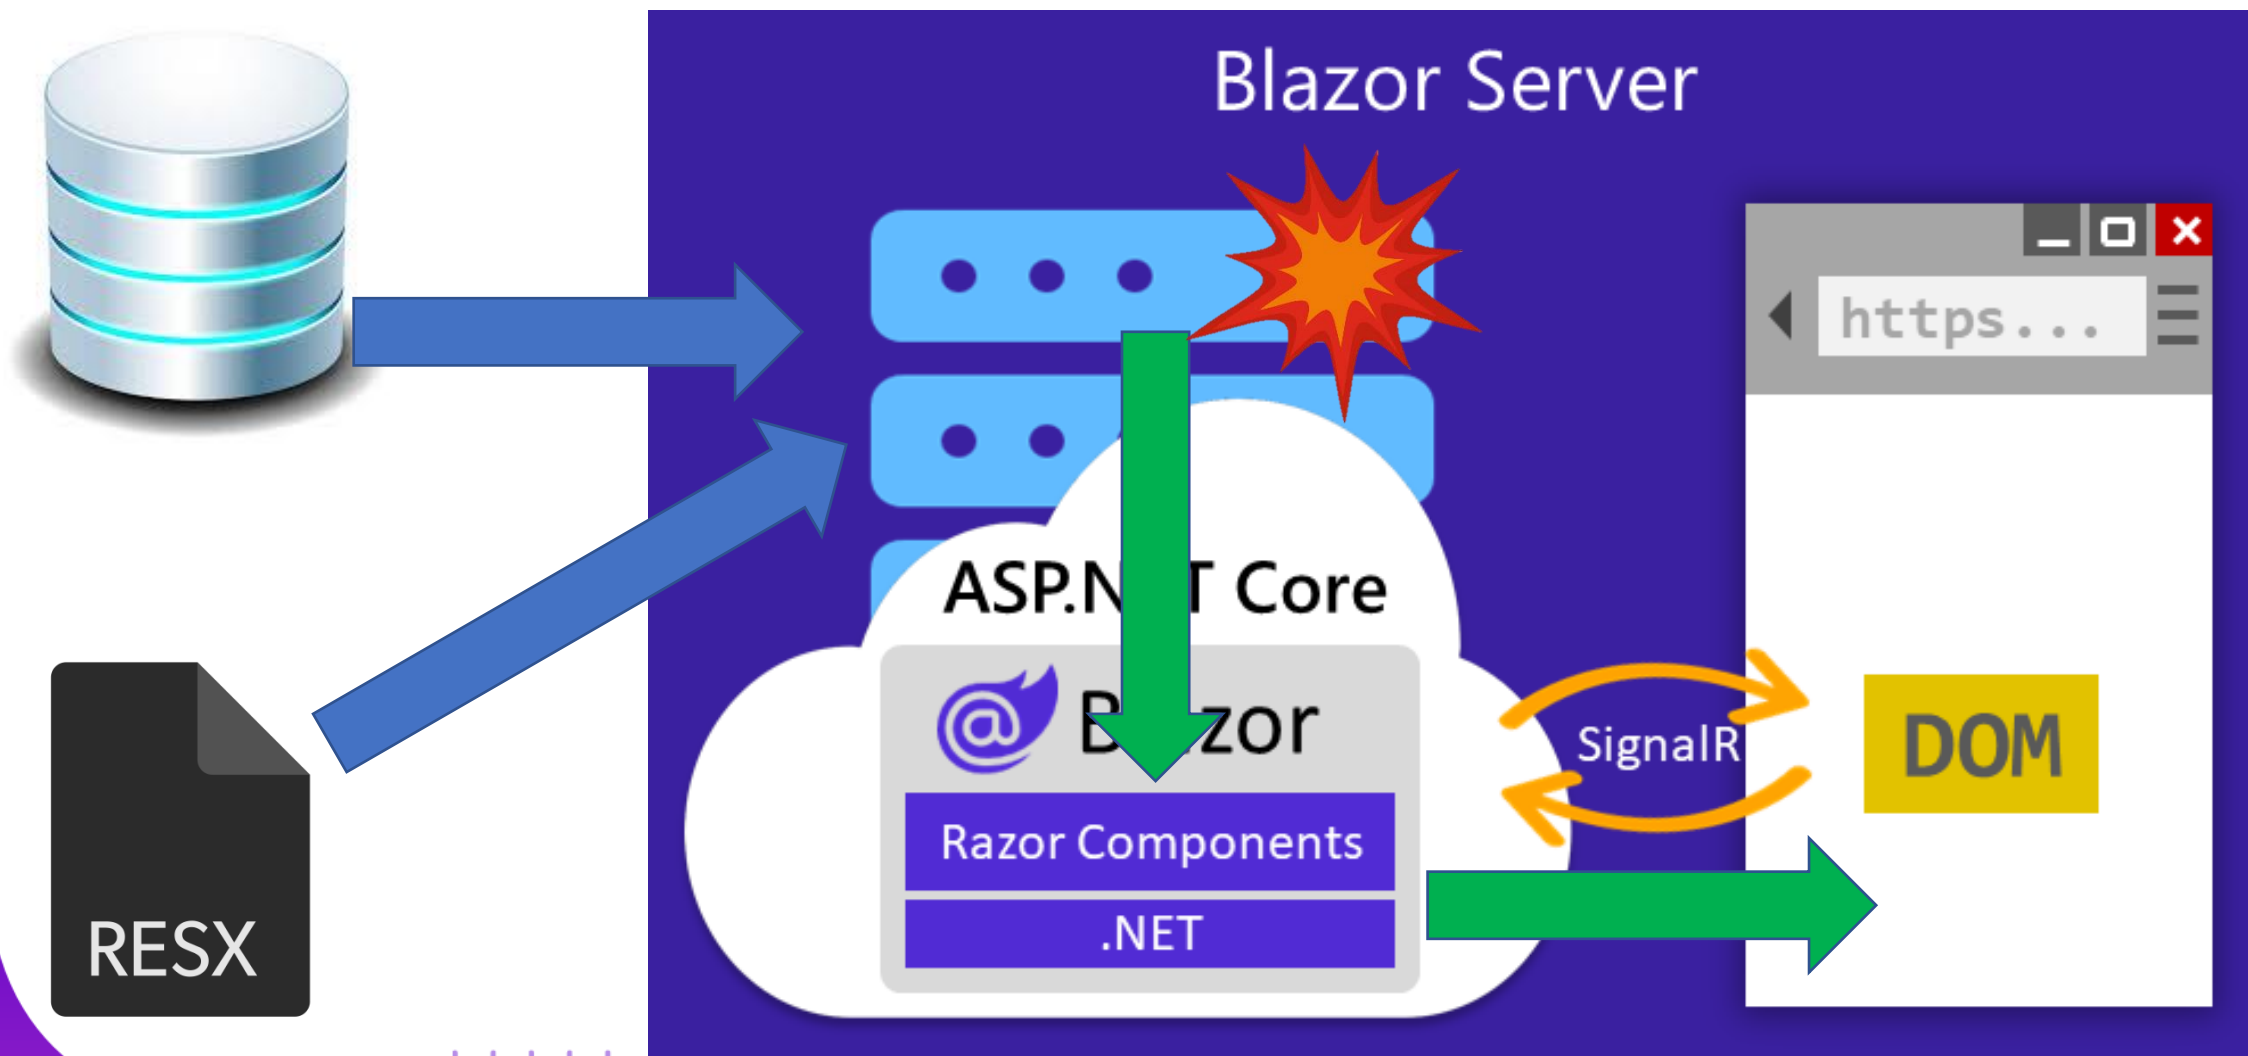 Blazor Server
https...
ASP.N T Core
@
B zor
SignalR
DOM
Razor Components
.NET
RESX